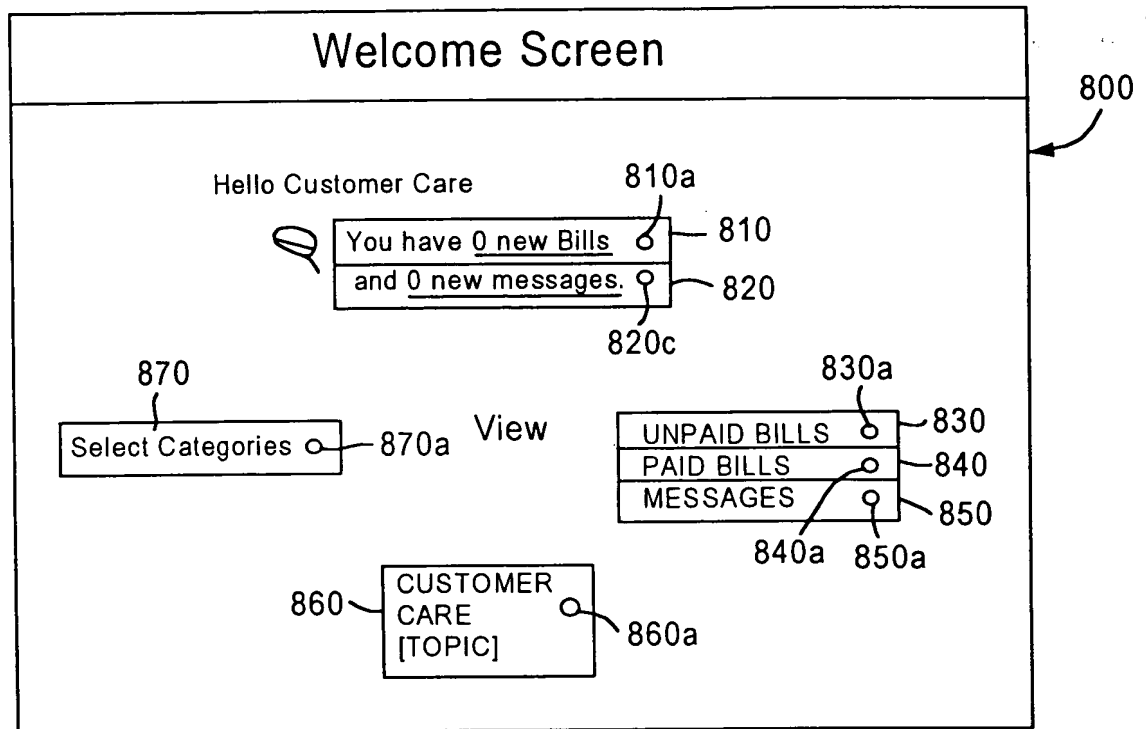 Welcome Screen
800
Hello Customer Care
810a
You have 0 new Bills
810
and 0 new messages.
820
820c
870
830a
Select Categories
870a
View
UNPAID BILLS
830
PAID BILLS
840
MESSAGES
850
840a
850a
860
CUSTOMER
CARE
[TOPIC]
860a